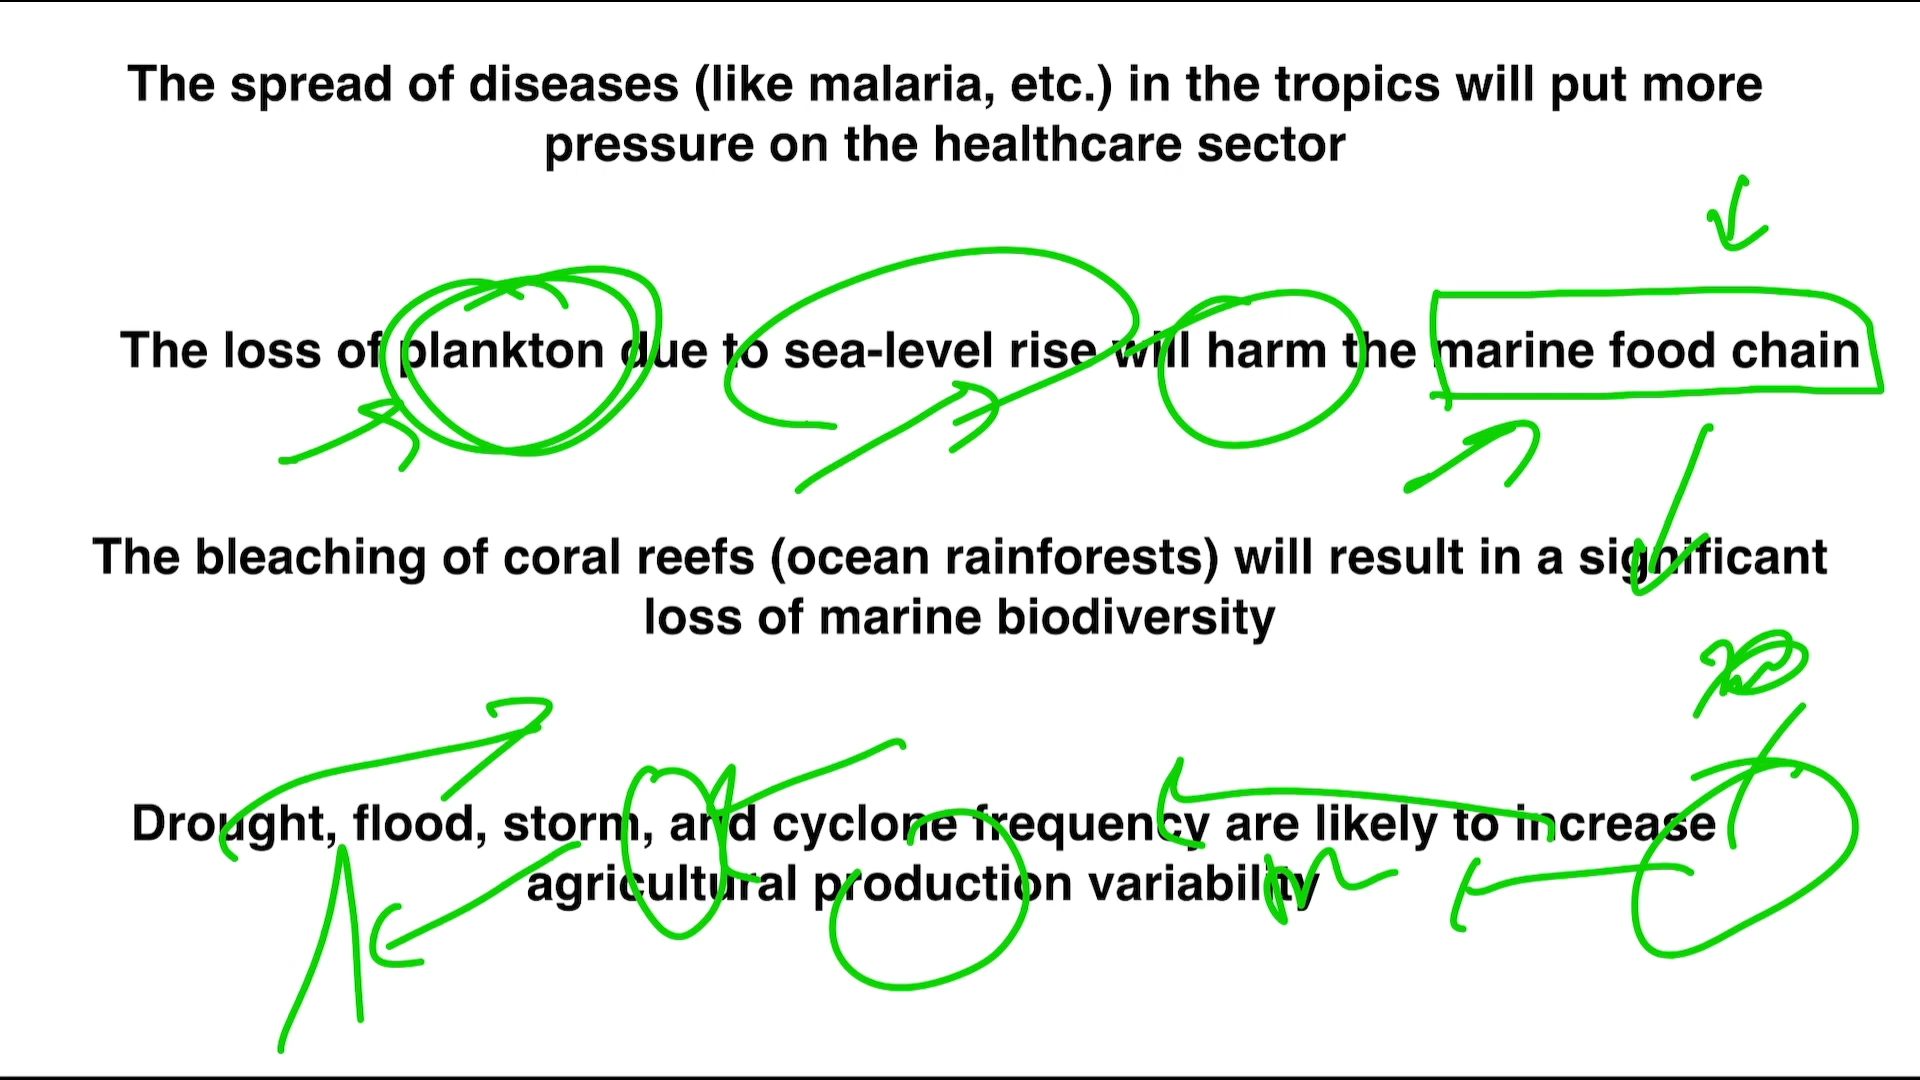 The spread of diseases (like malaria, etc.) in the tropics will put more
pressure on the healthcare sector
The loss of plankton due to sea-level rise will harm the marine food chain
The bleaching of coral reefs (ocean rainforests) will result in a significant
loss of marine biodiversity
Drought, flood, storm, and cyclone frequency are likely to increase
agricultural production variability